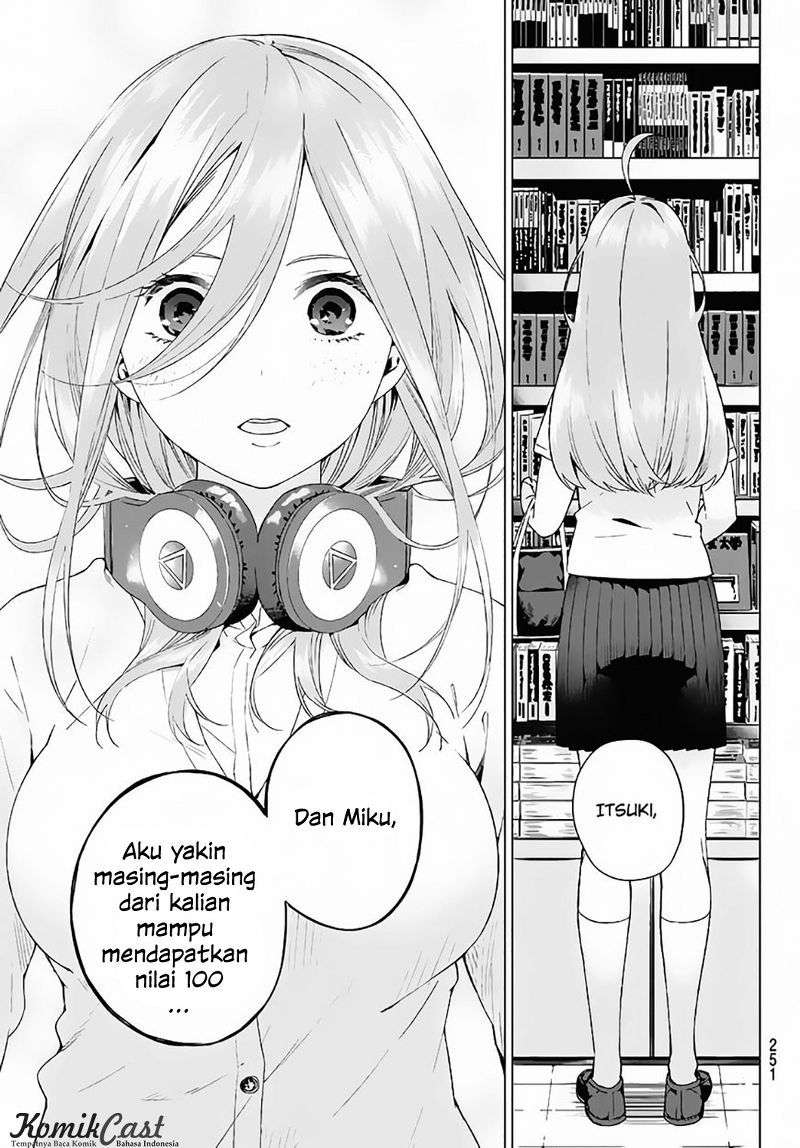 ITSUKI,
Dan Miku,
Aku yakin
masing-masing
dari kalian
mampu
mendapatkan
nilai 100
...
251
KomikCast
Tempatnya Baca Komik Bahasa Indonesia